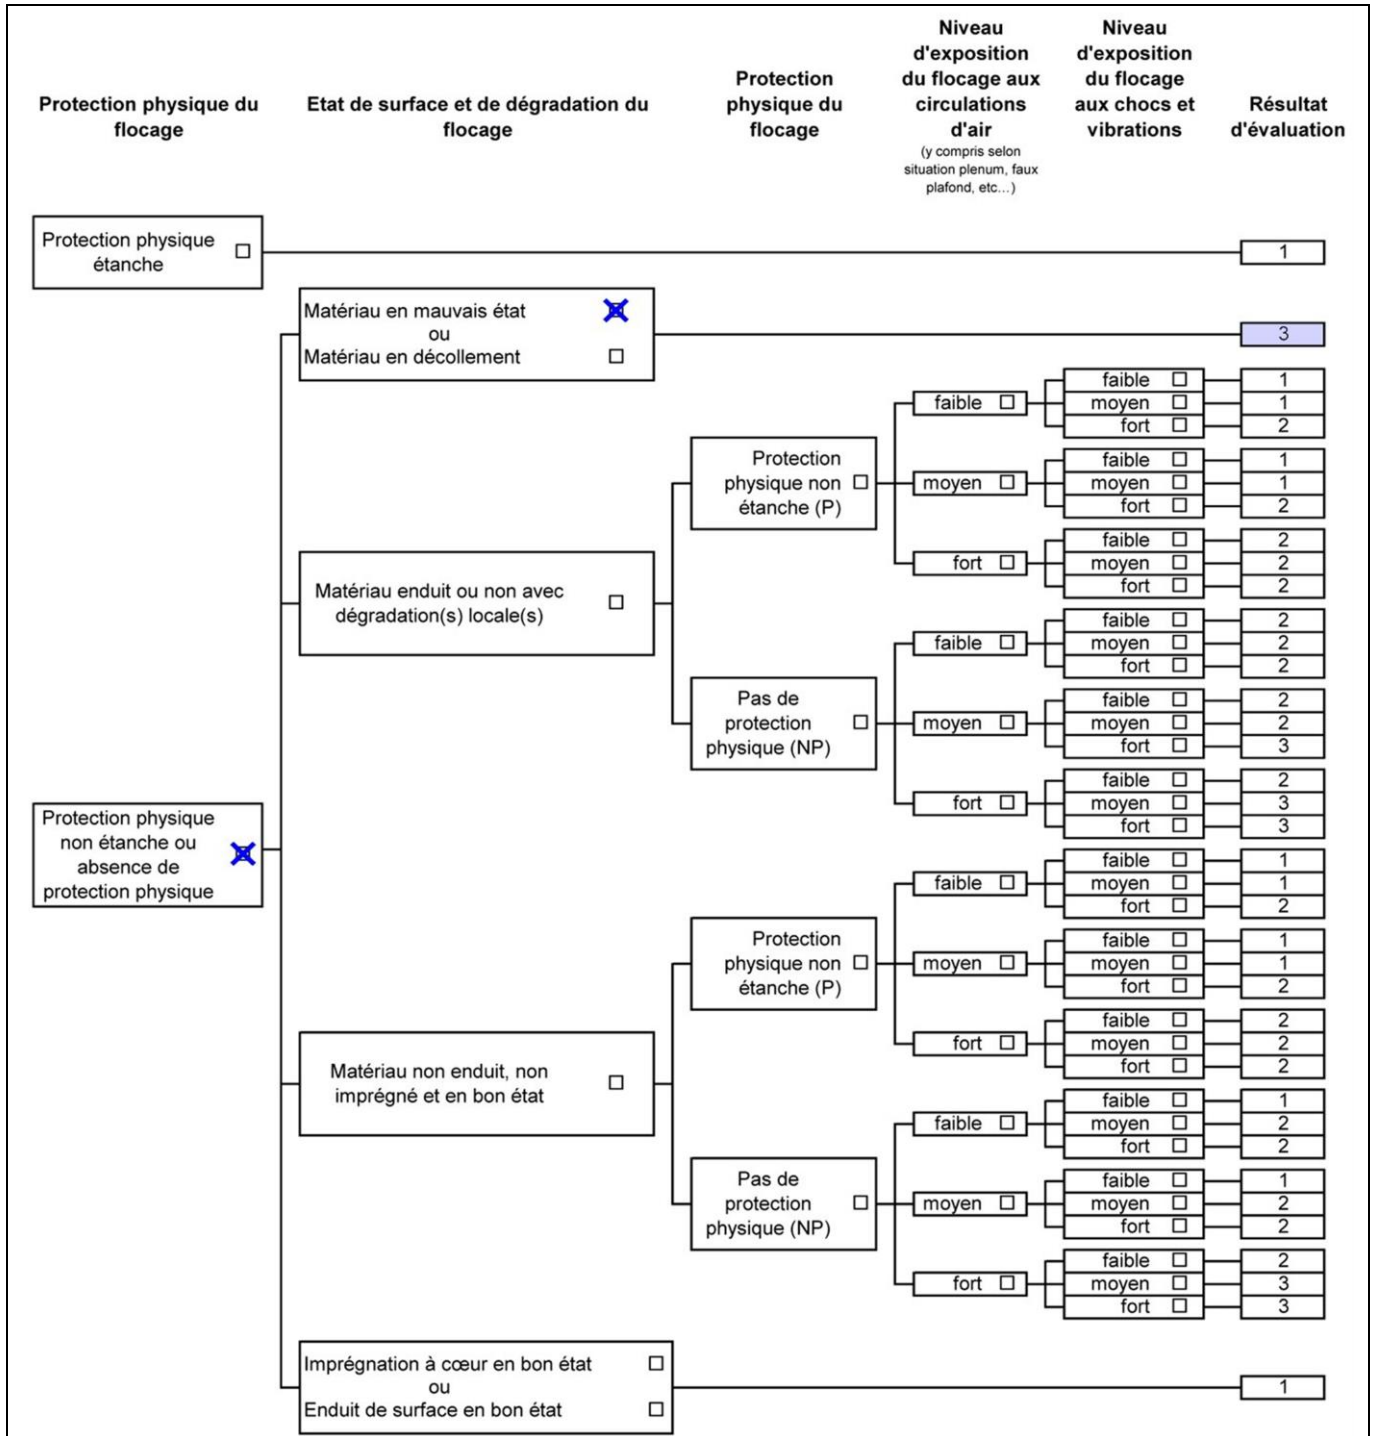 Protection physique du
flocage
Etat de surface et de dégradation du
flocage
Protection
physique du
flocage
Niveau
d'exposition
du flocage aux
circulations
d'air
(y compris selon
situation plenum, faux
plafond, etc...)
Niveau
d'exposition
du flocage
aux chocs et
vibrations
Résultat
d'évaluation
Protection physique
étanche
1
Matériau en mauvais état
ou
Matériau en décollement
3
Protection physique
non étanche ou
absence de
protection physique
Matériau enduit ou non avec
dégradation(s) locale(s)
Protection
physique non
étanche (P)
faible
faible 1
moyen 1
fort 2
moyen
faible 1
moyen 1
fort 2
fort
faible 2
moyen 2
fort 2
Pas de
protection
physique (NP)
faible
faible 2
moyen 2
fort 2
moyen
faible 2
moyen 2
fort 3
fort
faible 2
moyen 3
fort 3
Matériau non enduit, non
imprégné et en bon état
Protection
physique non
étanche (P)
faible
faible 1
moyen 1
fort 2
moyen
faible 1
moyen 1
fort 2
fort
faible 2
moyen 2
fort 2
Pas de
protection
physique (NP)
faible
faible 1
moyen 2
fort 2
moyen
faible 1
moyen 2
fort 2
fort
faible 2
moyen 3
fort 3
Imprégnation à cœur en bon état
ou
Enduit de surface en bon état
1